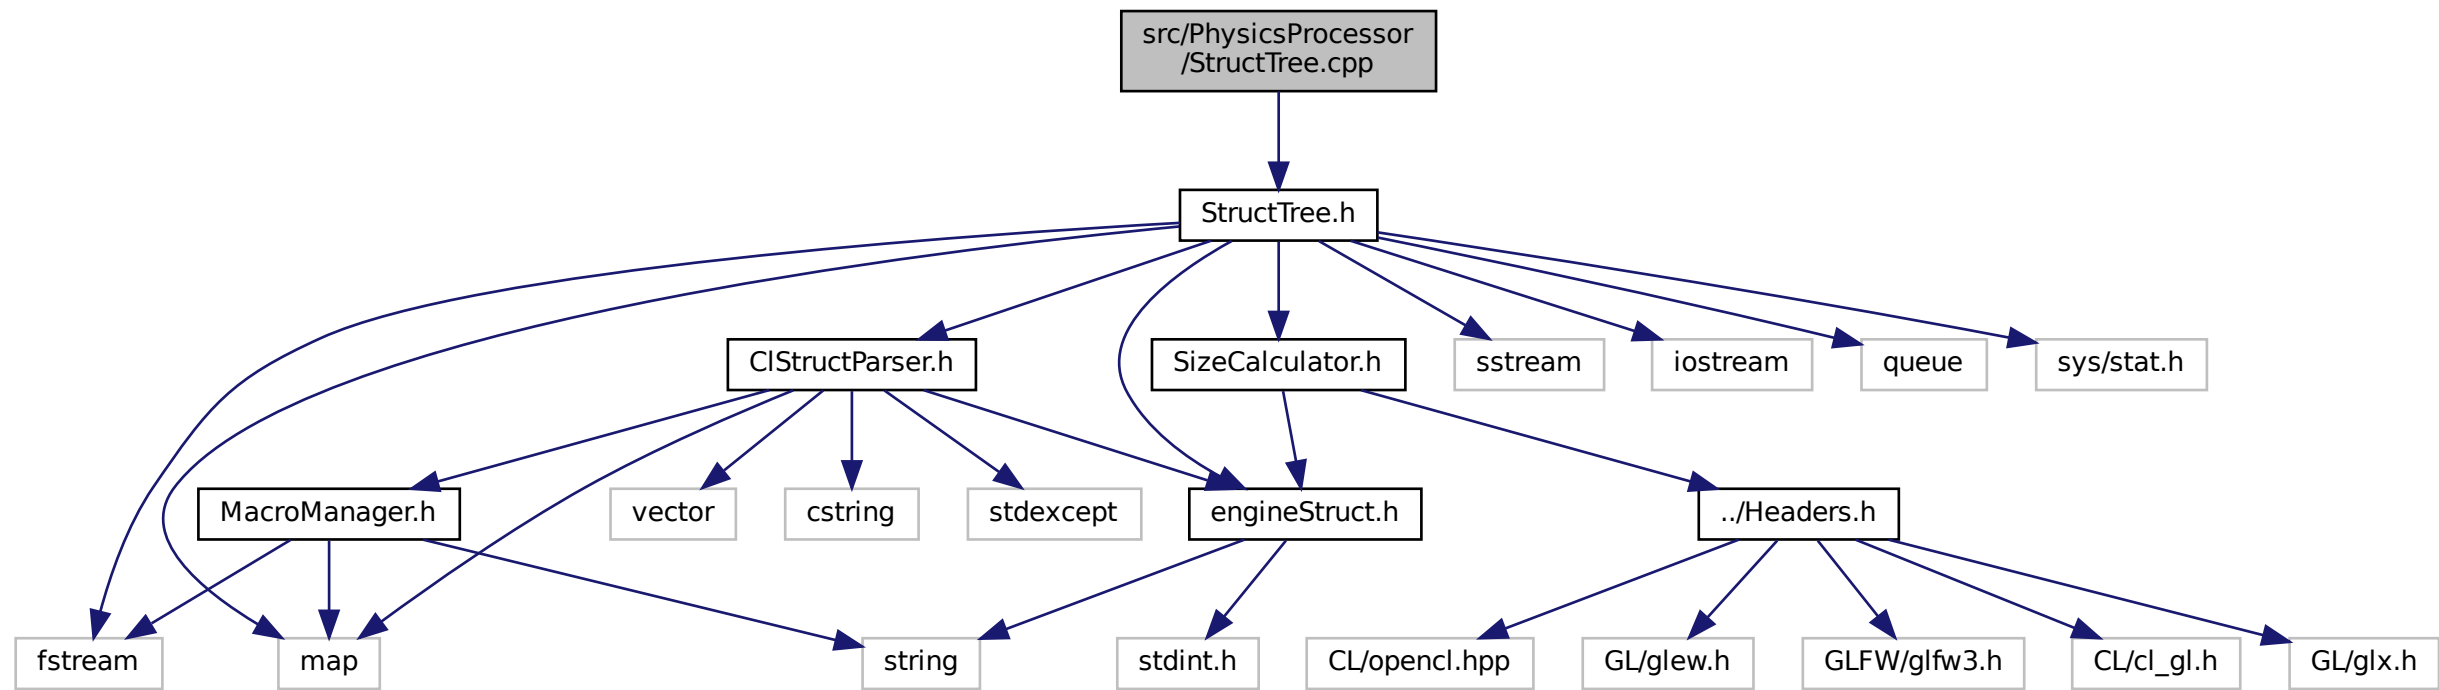 src/PhysicsProcessor
/StructTree.cpp
StructTree.h
ClStructParser.h
SizeCalculator.h
sstream
iostream
queue
sys/stat.h
MacroManager.h
vector
cstring
stdexcept
engineStruct.h
../Headers.h
fstream
map
string
stdint.h
CL/opencl.hpp
GL/glew.h
GLFW/glfw3.h
CL/cl_gl.h
GL/glx.h